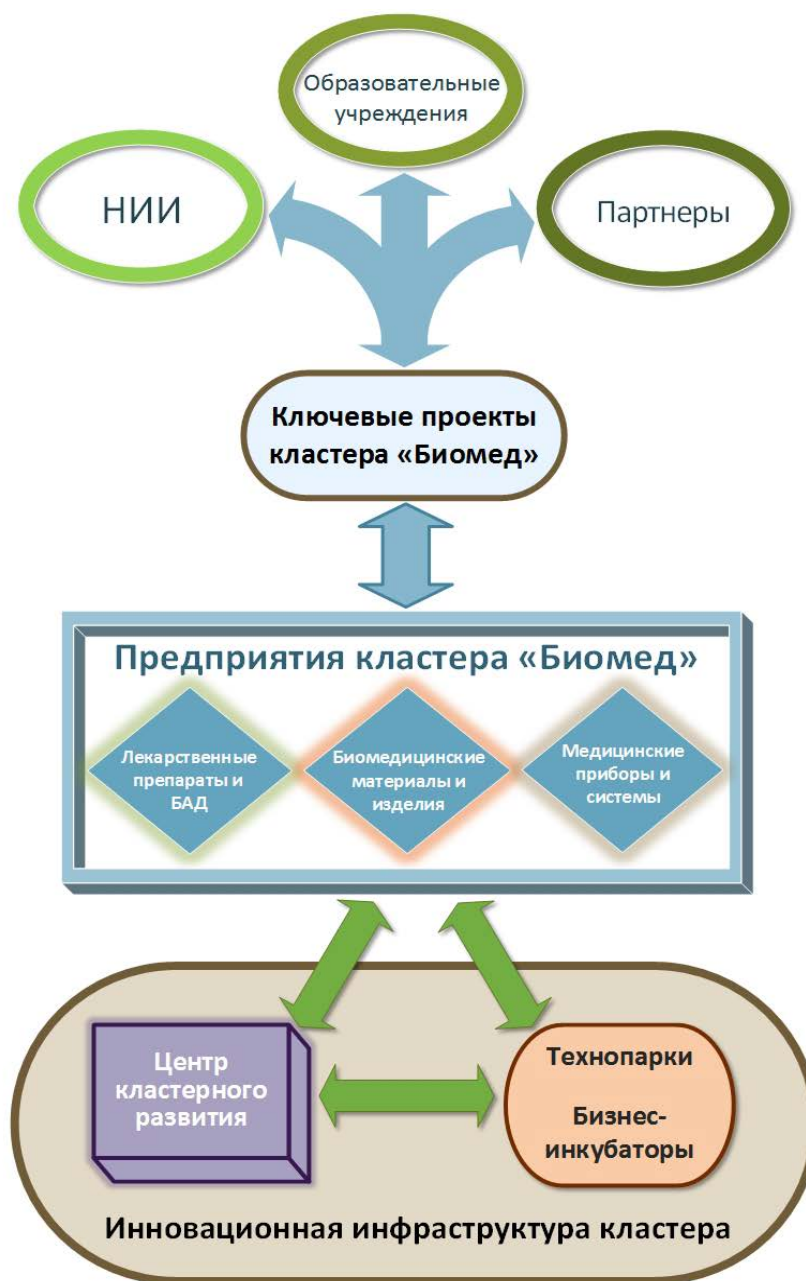 Образовательные
учреждения
НИИ
Партнеры
Ключевые проекты
кластера «Биомед»
Предприятия кластера «Биомед»
Лекарственные
препараты и
БАД
Биомедицинские
материалы и
изделия
Медицинские
приборы и
системы
Центр
кластерного
развития
Технопарки
Бизнес-
инкубаторы
Инновационная инфраструктура кластера